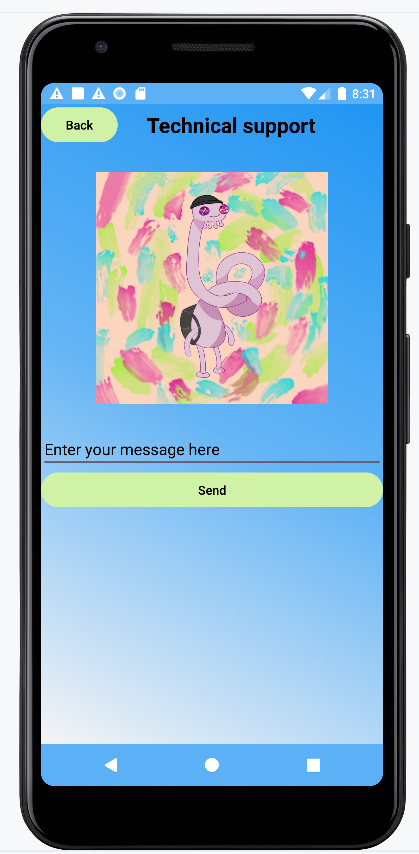 8:31
Back
Technical support
Enter your message here
Send